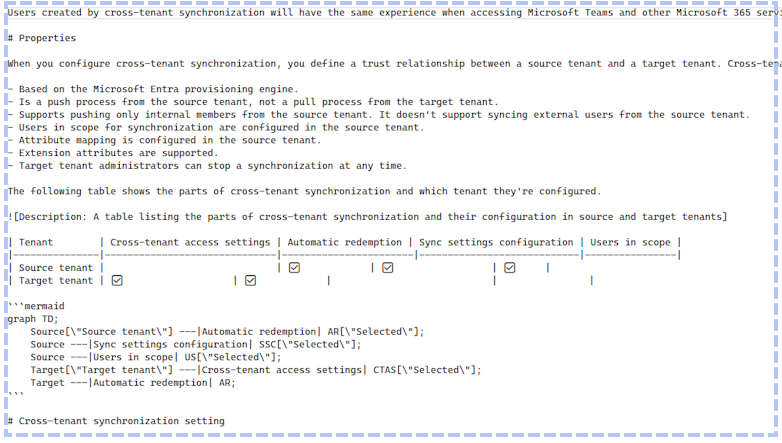 Users created by cross-tenant synchronization will have the same experience when accessing Microsoft Teams and other Microsoft 365
# Properties
When you configure cross-tenant synchronization, you define a trust relationship between a source tenant and a target tenant.
- Based on the Microsoft Entra provisioning engine.
- Is a push process from the source tenant, not a pull process from the target tenant.
- Supports pushing only internal members from the source tenant. It doesn't support syncing external users from the source tenant.
- Users in scope for synchronization are configured in the source tenant.
- Attribute mapping is configured in the source tenant.
- Extension attributes are supported.
- Target tenant administrators can stop a synchronization at any time.
The following table shows the parts of cross-tenant synchronization and which tenant they're configured.
![Description: A table listing the parts of cross-tenant synchronization and their configuration in source and target tenants]
| Tenant | Cross-tenant access settings | Automatic redemption | Sync settings configuration | Users in scope |
|---------------|------------------------------|----------------------|-----------------------------|----------------|
| Source tenant | | ☑ | ☑ | ☑ |
| Target tenant | ☑ | ☑ | | |
```mermaid
graph TD;
Source[\"Source tenant\"] ---|Automatic redemption| AR[\"Selected\"];
Source ---|Sync settings configuration| SSC[\"Selected\"];
Source ---|Users in scope| US[\"Selected\"];
Target[\"Target tenant\"] ---|Cross-tenant access settings| CTAS[\"Selected\"];
Target ---|Automatic redemption| AR;
```
# Cross-tenant synchronization setting